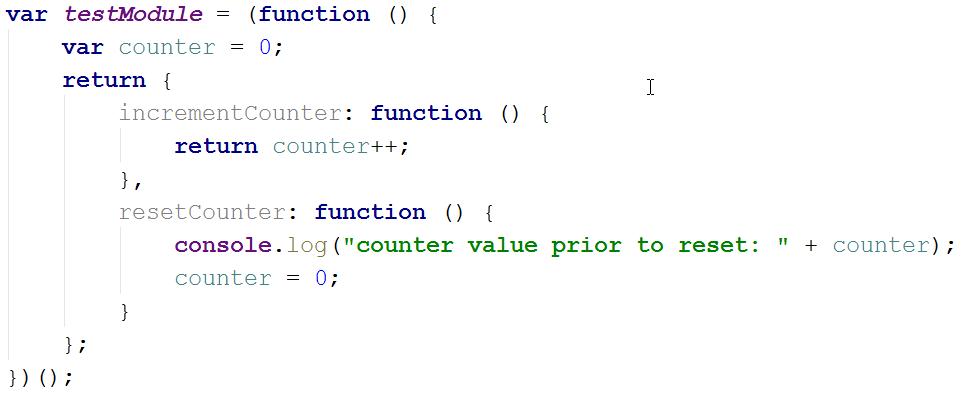 var testModule = (function () {
    var counter = 0;
    return {
        incrementCounter: function () {
            return counter++;
        },
        resetCounter: function () {
            console.log("counter value prior to reset: " + counter);
            counter = 0;
        }
    };
})();